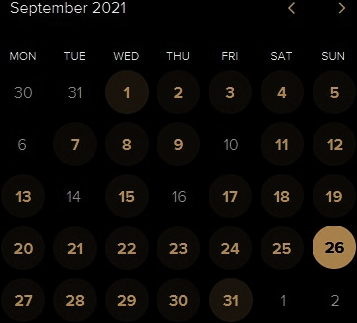 September 2021
MON TUE WED THU FRI SAT SUN
30 31 1 2 3 4 5
6 7 8 9 10 11 12
13 14 15 16 17 18 19
20 21 22 23 24 25 26
27 28 29 30 31 1 2